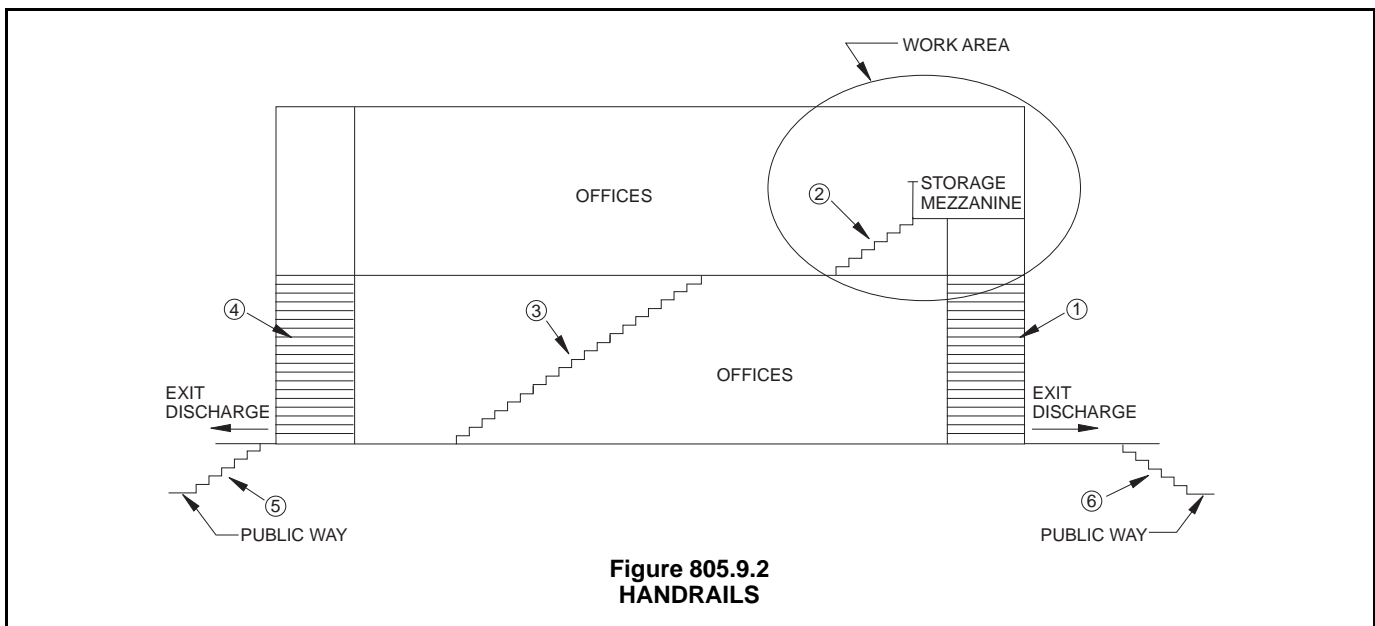 WORK AREA
OFFICES
STORAGE
MEZZANINE
②
④
③
①
OFFICES
EXIT
DISCHARGE
EXIT
DISCHARGE
⑤
⑥
PUBLIC WAY
PUBLIC WAY
Figure 805.9.2
HANDRAILS